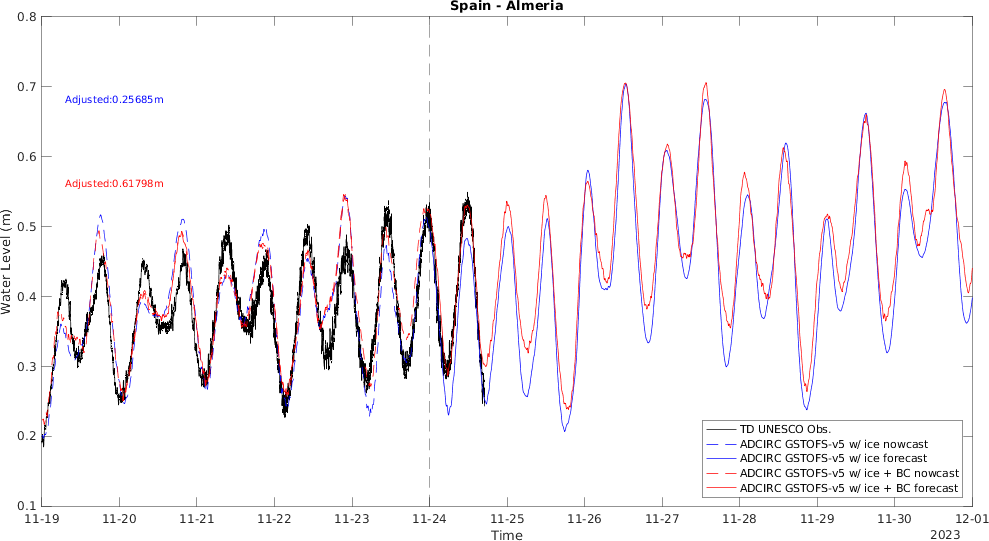 Spain - Almeria
0.8
0.7
0.6
0.5
0.4
0.3
0.2
0.1
Water Level (m)
Adjusted:0.25685m
Adjusted:0.61798m
TD UNESCO Obs.
ADCIRC GSTOFS-v5 w/ ice nowcast
ADCIRC GSTOFS-v5 w/ ice forecast
ADCIRC GSTOFS-v5 w/ ice + BC nowcast
ADCIRC GSTOFS-v5 w/ ice + BC forecast
11-19 11-20 11-21 11-22 11-23 11-24 11-25 11-26 11-27 11-28 11-29 11-30 12-01
Time
2023